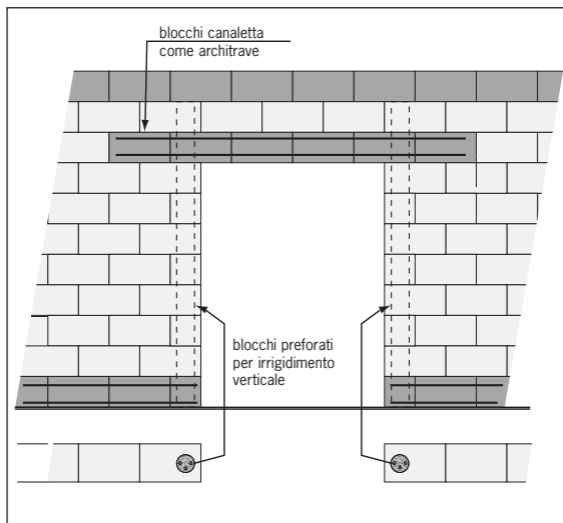 blocchi canaletta
come architrave
blocchi preforati
per irrigidimento
verticale